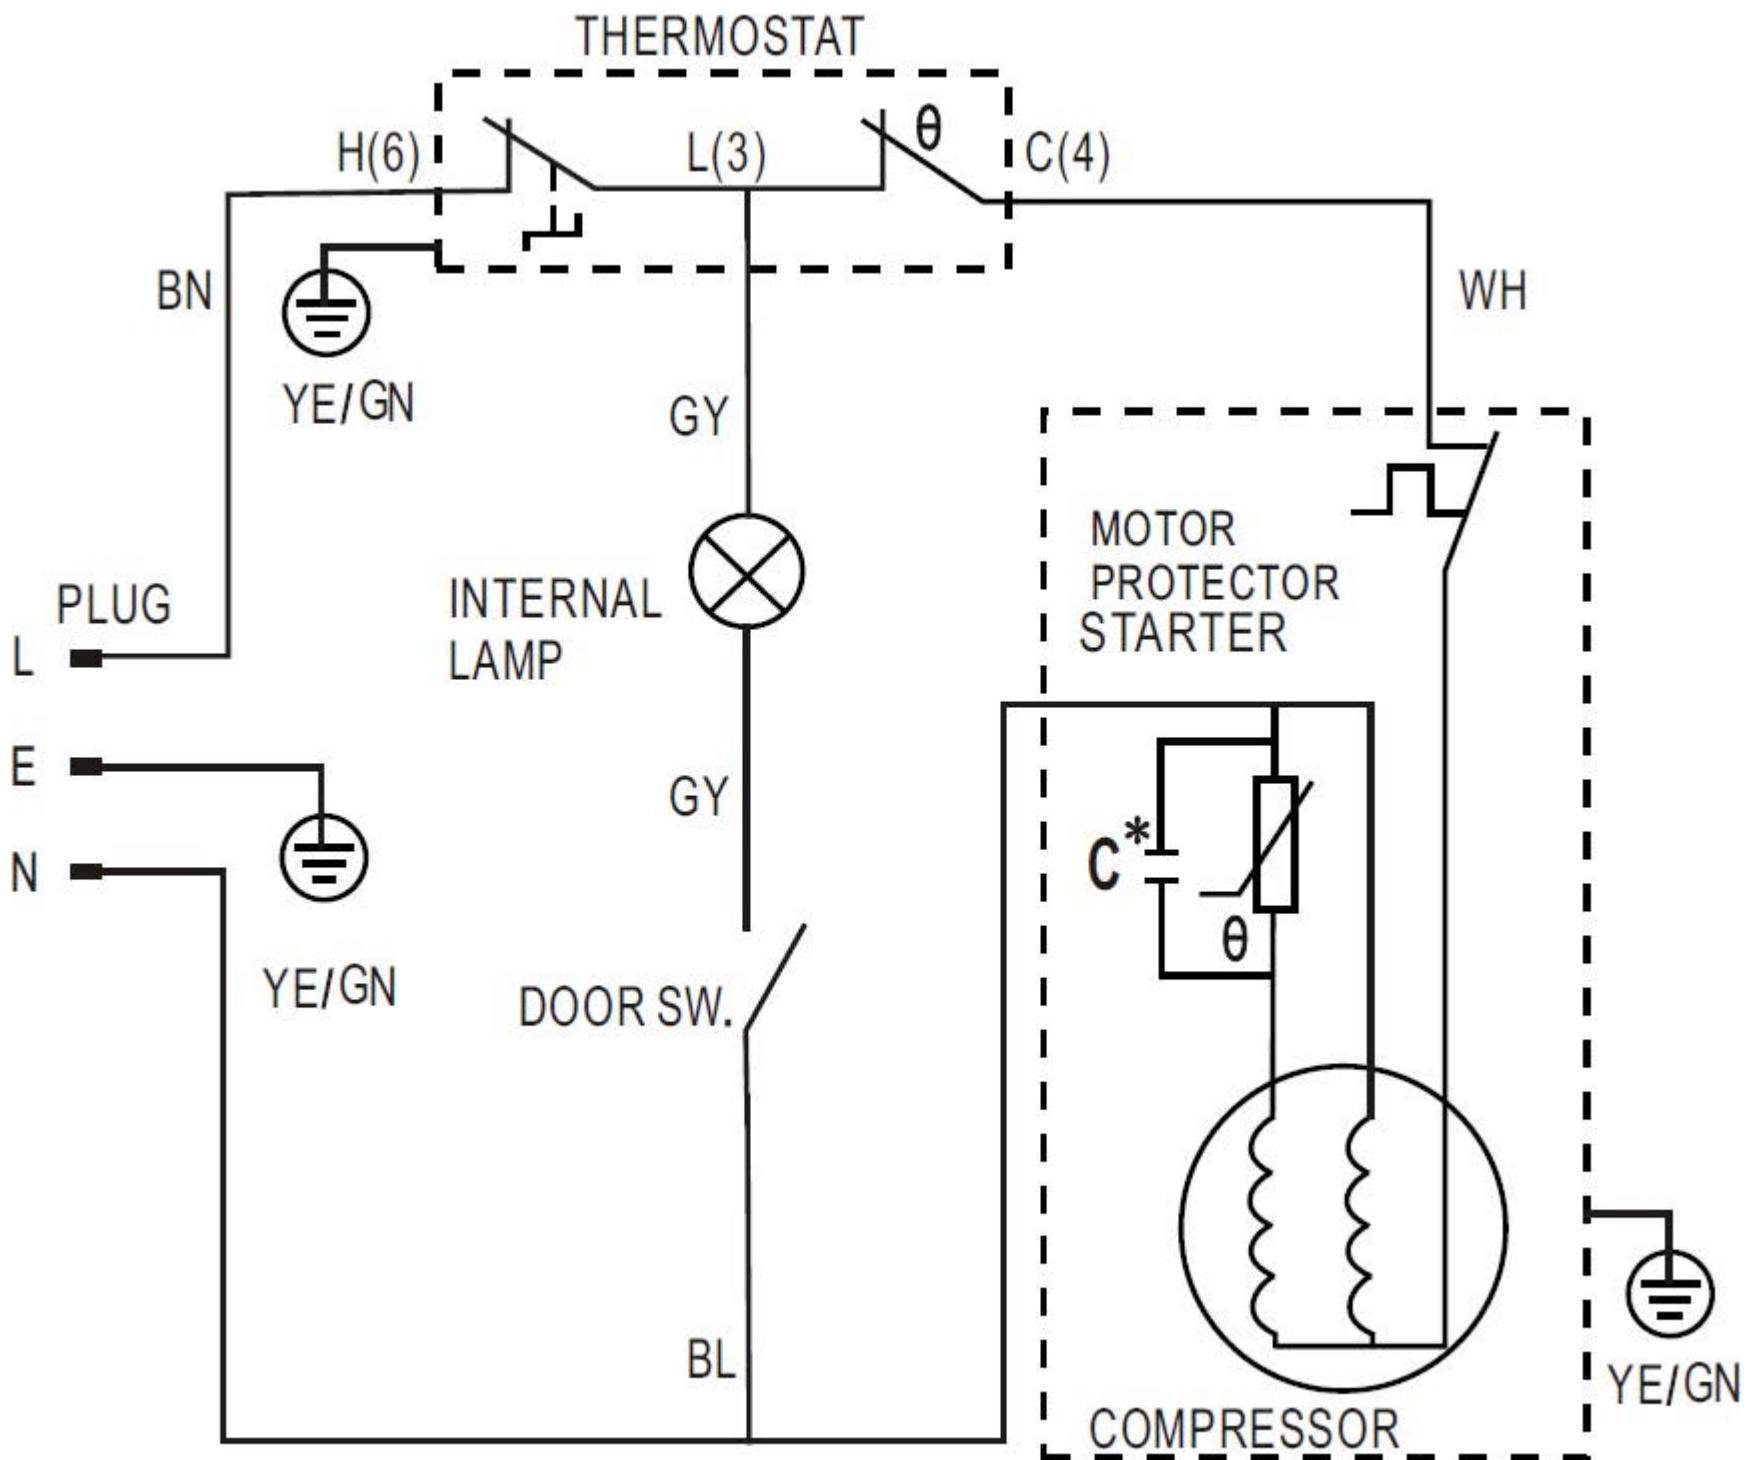 THERMOSTAT
H(6)
L(3)
θ
C(4)
BN
WH
YE/GN
GY
MOTOR
PROTECTOR
STARTER
INTERNAL
LAMP
PLUG
L
E
N
GY
C*
θ
YE/GN
DOOR SW.
BL
YE/GN
COMPRESSOR